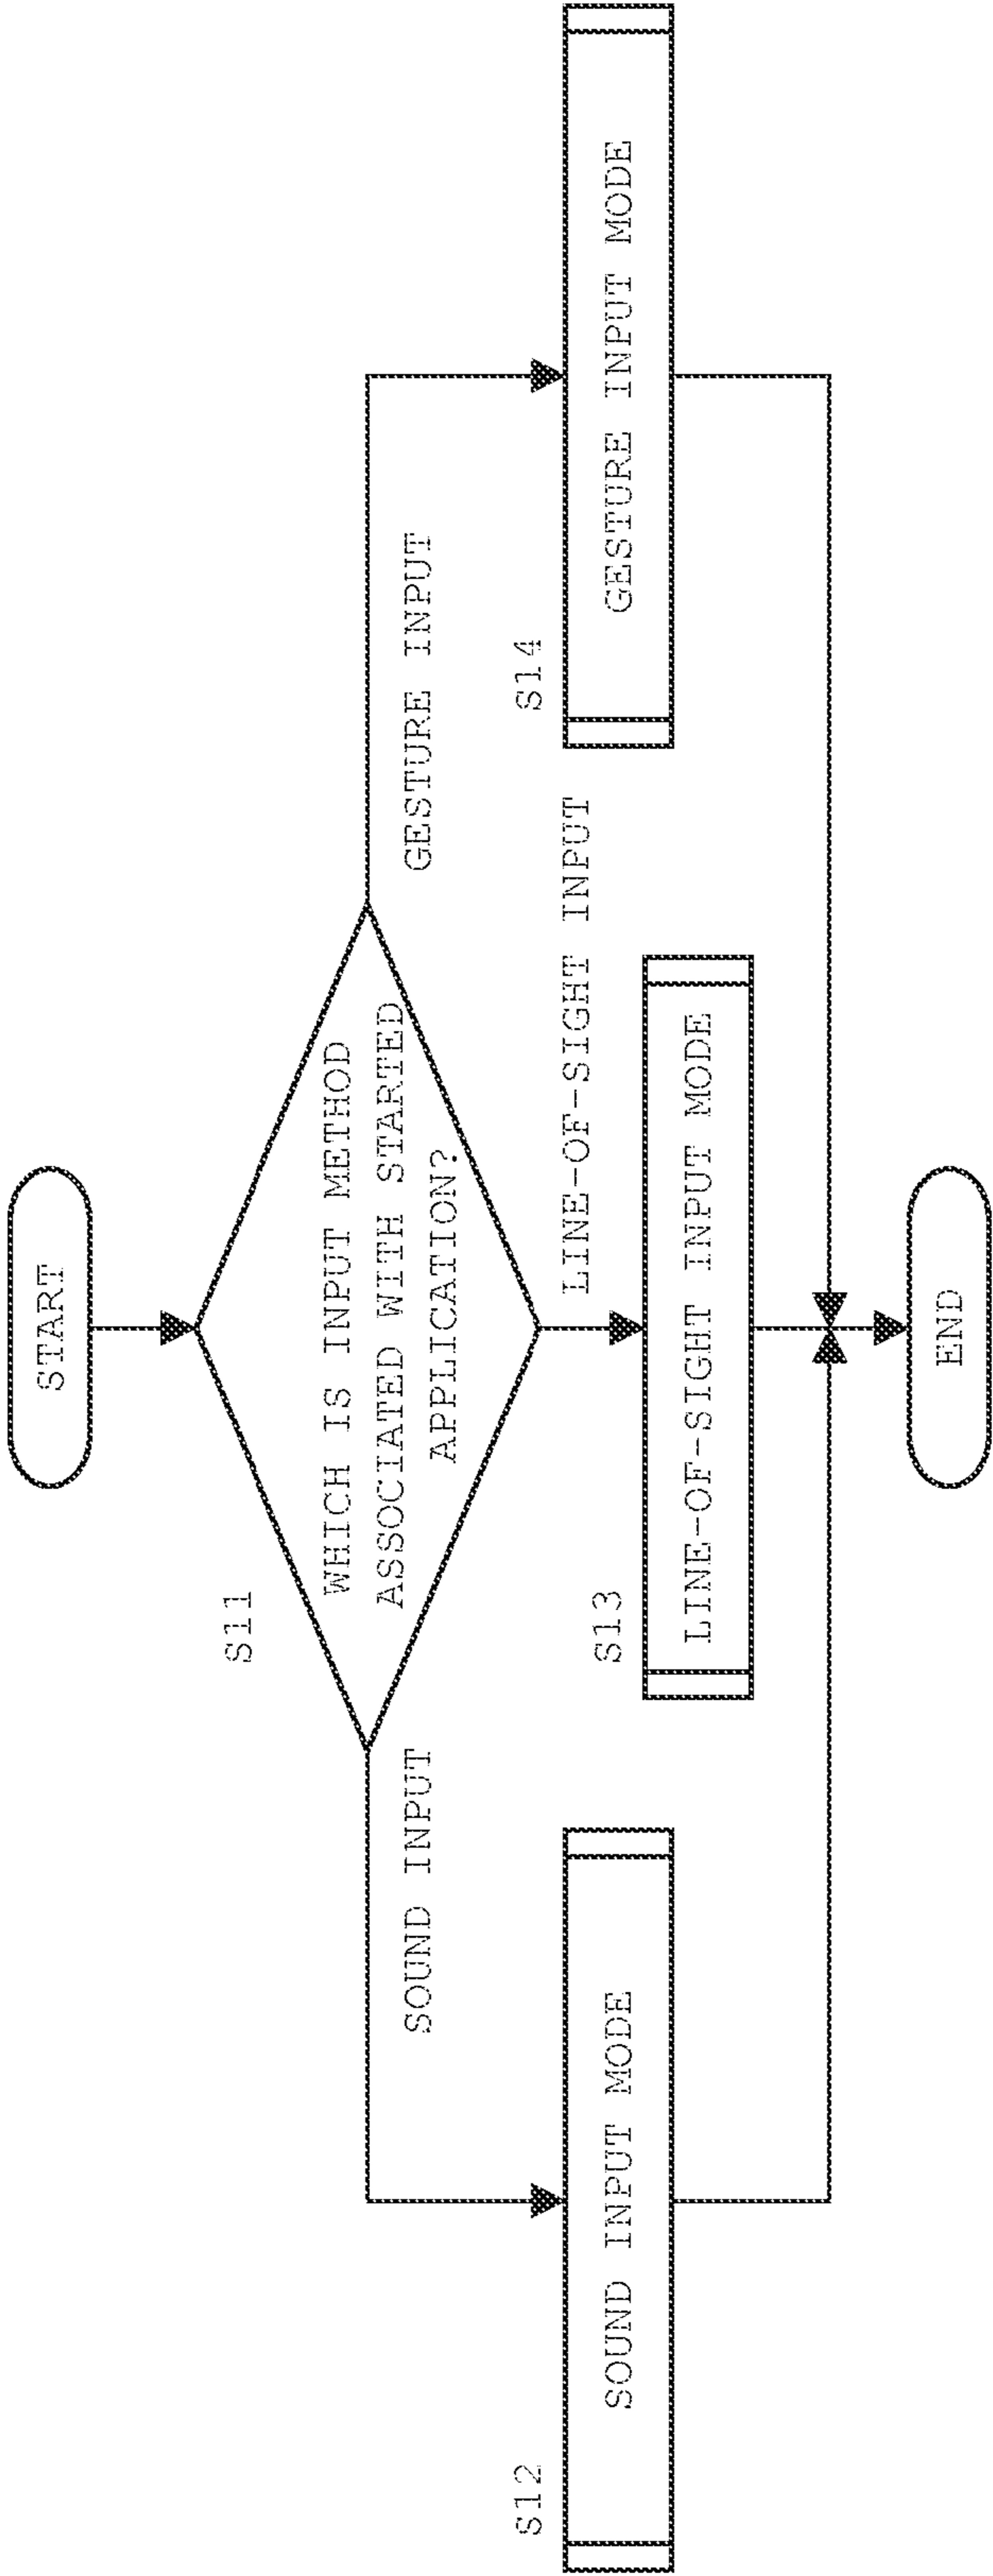 START
S11
WHICH IS INPUT METHOD
ASSOCIATED WITH STARTED
APPLICATION?
SOUND INPUT
GESTURE INPUT
LINE-OF-SIGHT INPUT
S12
SOUND INPUT MODE
S13
LINE-OF-SIGHT INPUT MODE
S14
GESTURE INPUT MODE
END